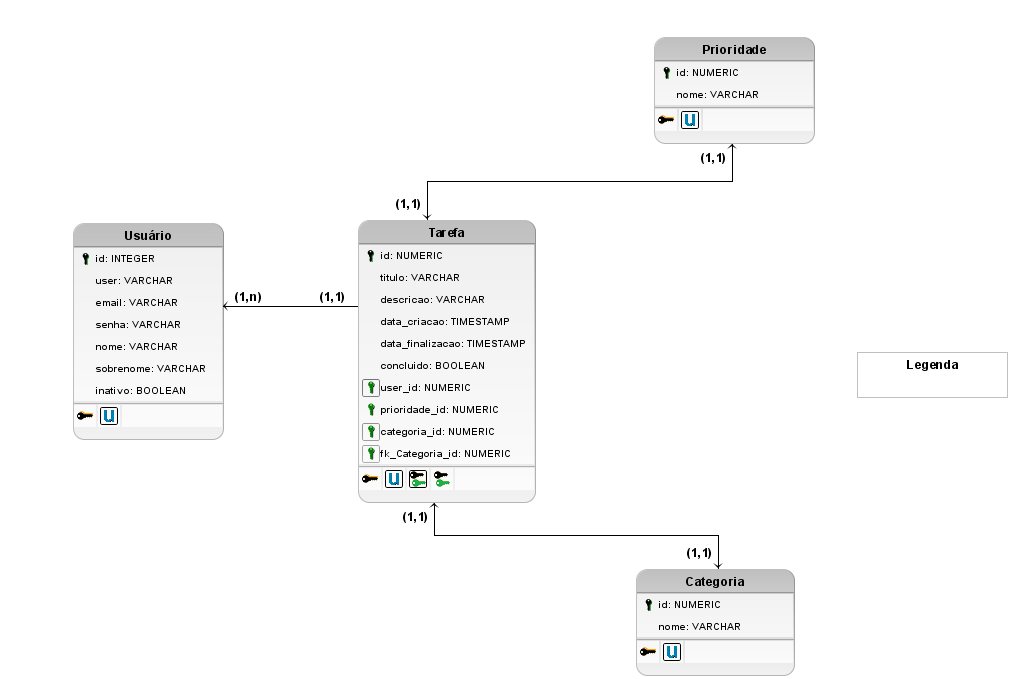 Prioridade
id: NUMERIC
nome: VARCHAR
U
(1,1)
(1,1)
Usuário
id: INTEGER
user: VARCHAR
email: VARCHAR
senha: VARCHAR
nome: VARCHAR
sobrenome: VARCHAR
inativo: BOOLEAN
U
(1,n)
(1,1)
Tarefa
id: NUMERIC
titulo: VARCHAR
descricao: VARCHAR
data_criacao: TIMESTAMP
data_finalizacao: TIMESTAMP
concluido: BOOLEAN
user_id: NUMERIC
prioridade_id: NUMERIC
categoria_id: NUMERIC
fk_Categoria_id: NUMERIC
U
Legenda
(1,1)
(1,1)
Categoria
id: NUMERIC
nome: VARCHAR
U